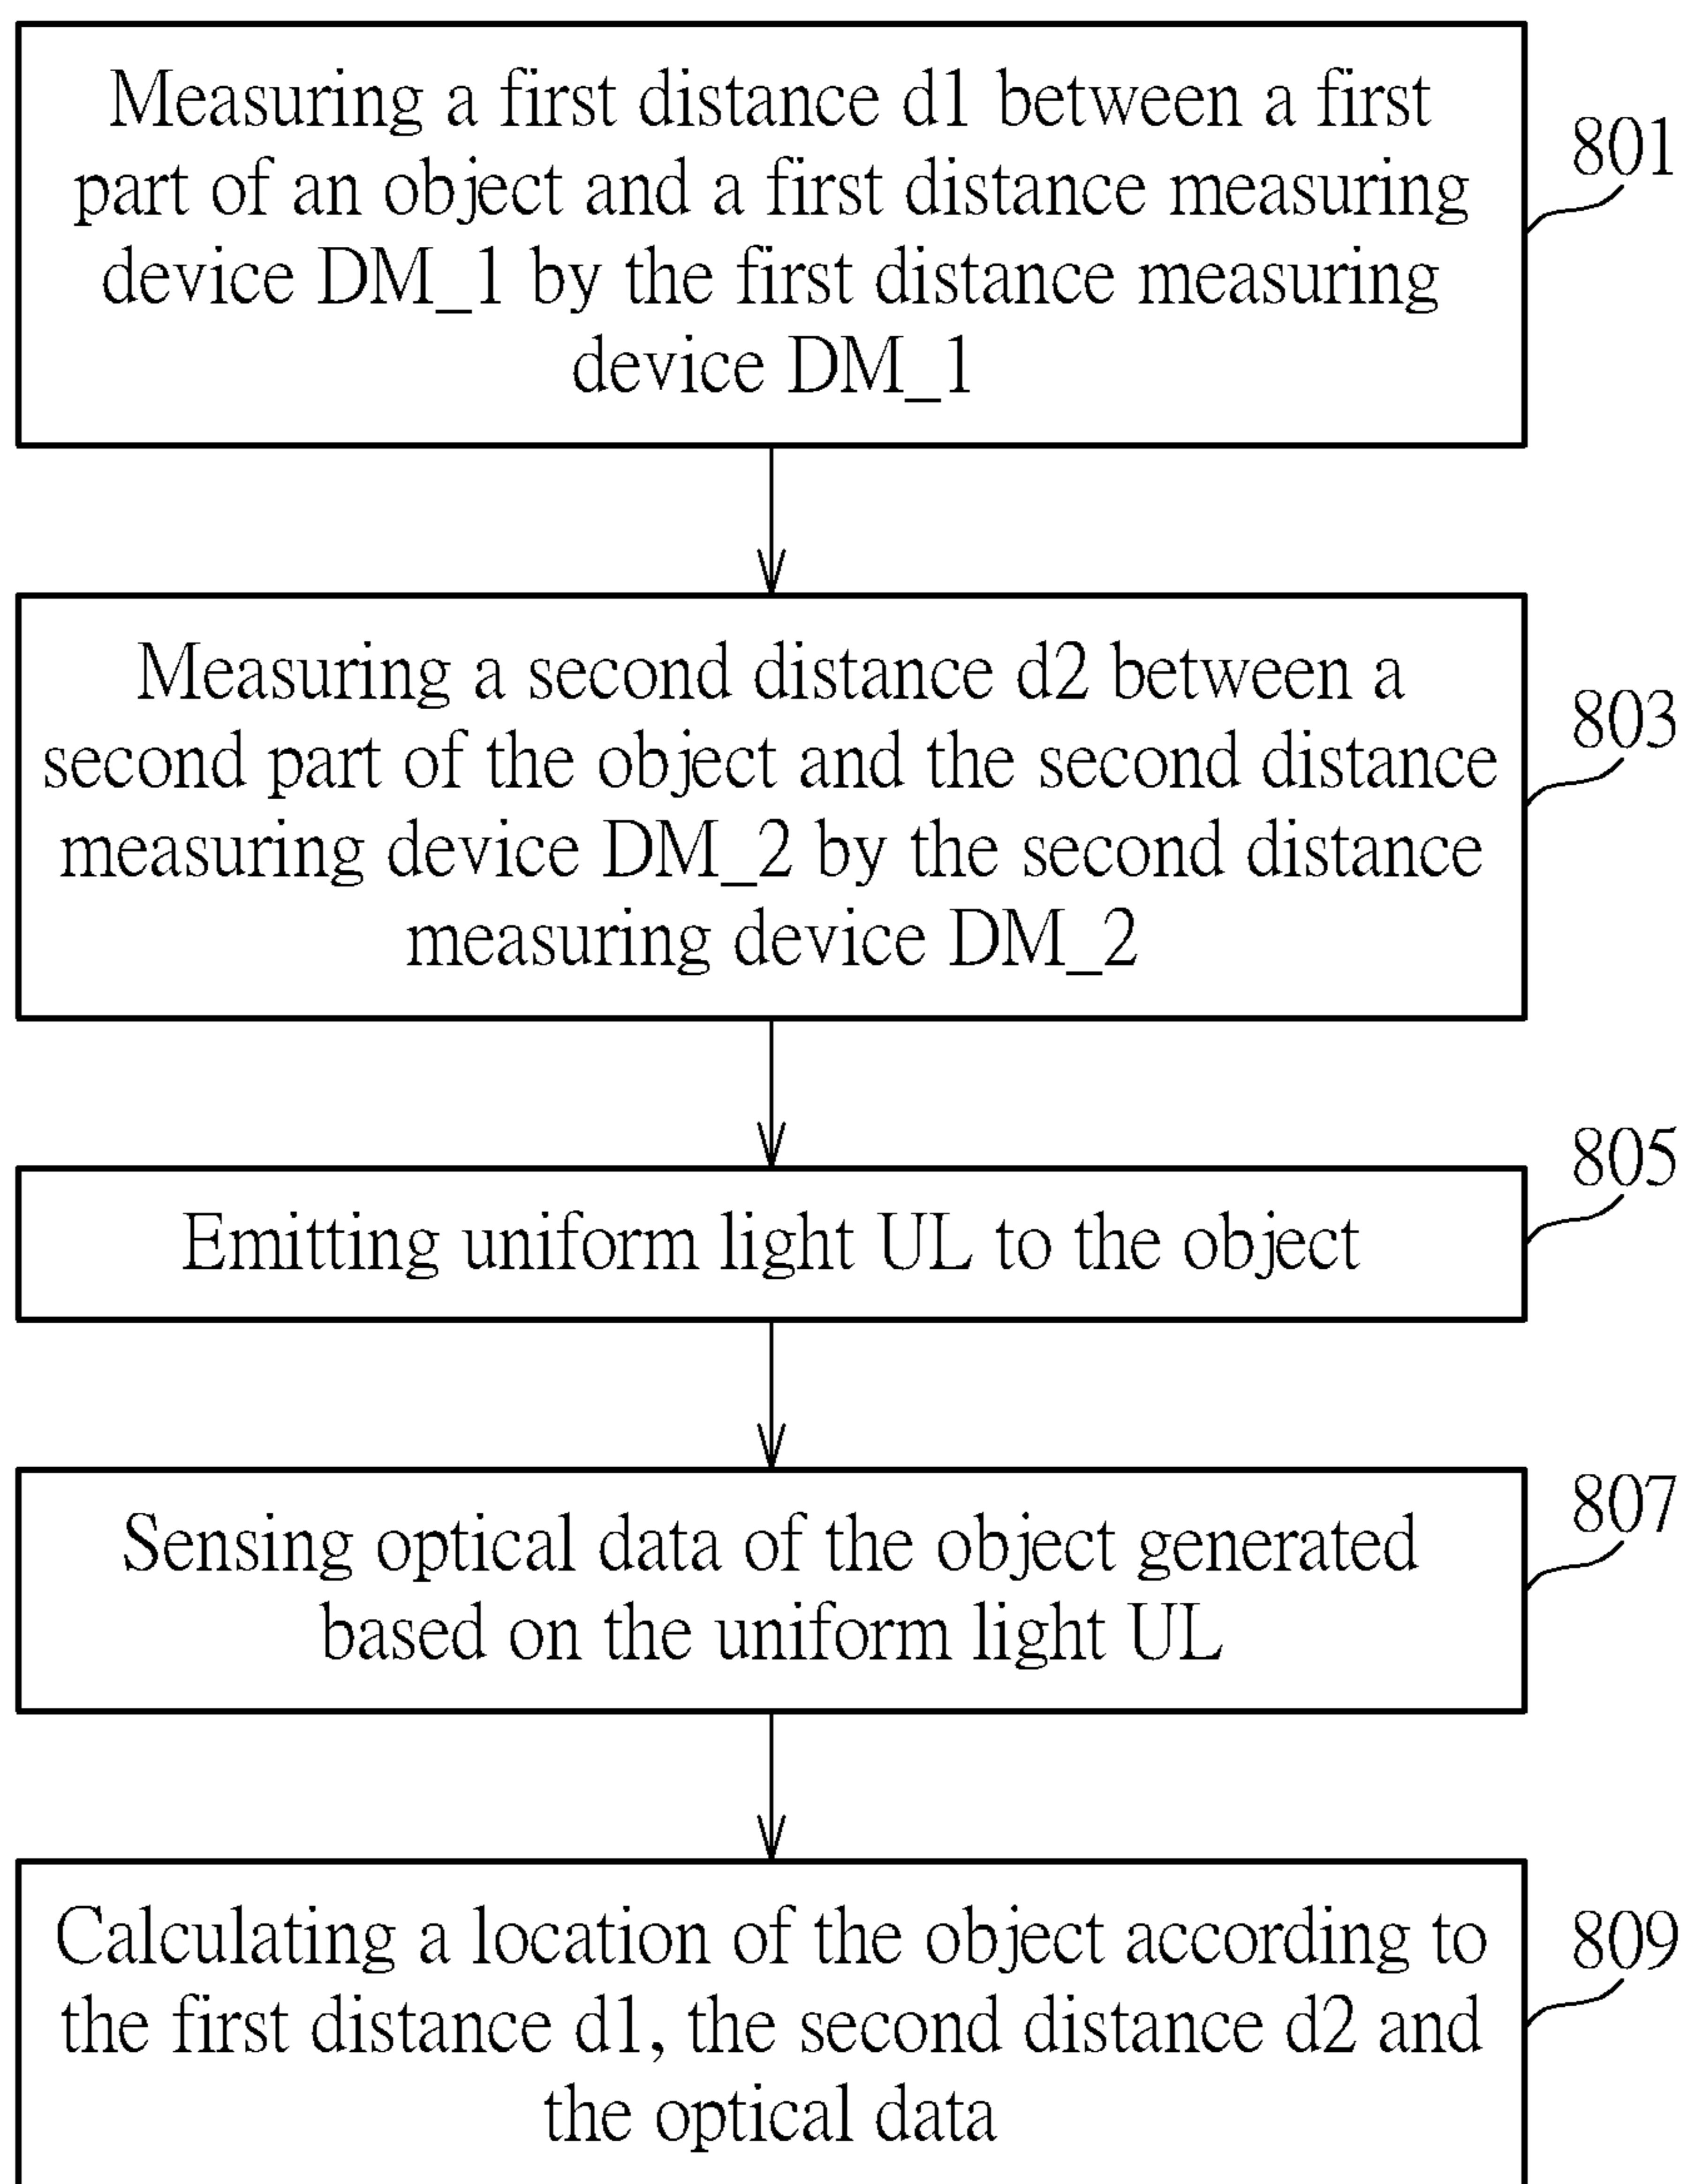 Measuring a first distance d1 between a first
part of an object and a first distance measuring
device DM_1 by the first distance measuring
device DM_1
801
Measuring a second distance d2 between a
second part of the object and the second distance
measuring device DM_2 by the second distance
measuring device DM_2
803
Emitting uniform light UL to the object
805
Sensing optical data of the object generated
based on the uniform light UL
807
Calculating a location of the object according to
the first distance d1, the second distance d2 and
the optical data
809